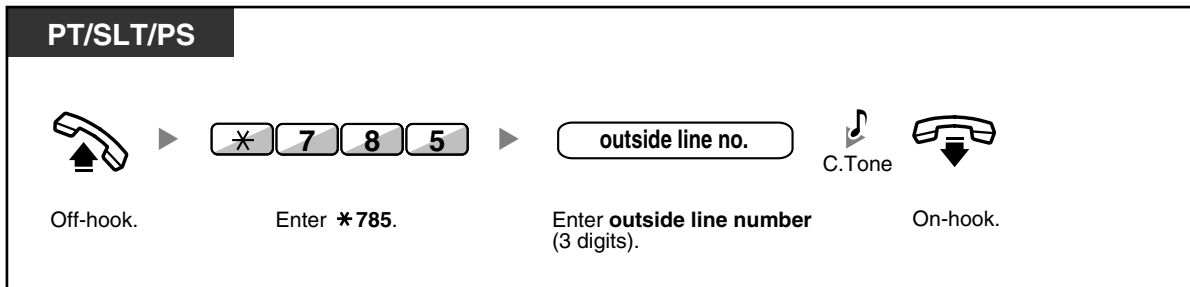 PT/SLT/PS
* 7 8 5
outside line no.
C.Tone
Off-hook.
Enter *785.
Enter outside line number
(3 digits).
On-hook.